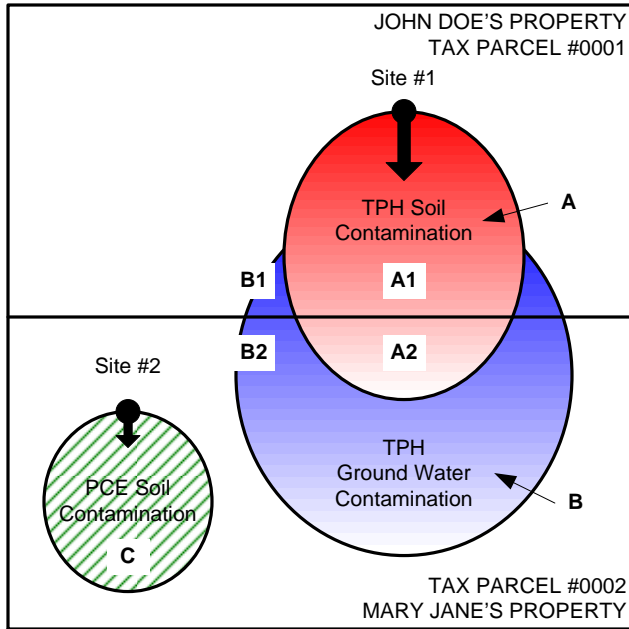 JOHN DOE'S PROPERTY
TAX PARCEL #0001
Site #1
TPH Soil
Contamination
A
B1
A1
B2
A2
Site #2
TPH
Ground Water
Contamination
B
PCE Soil
Contamination
C
TAX PARCEL #0002
MARY JANE'S PROPERTY